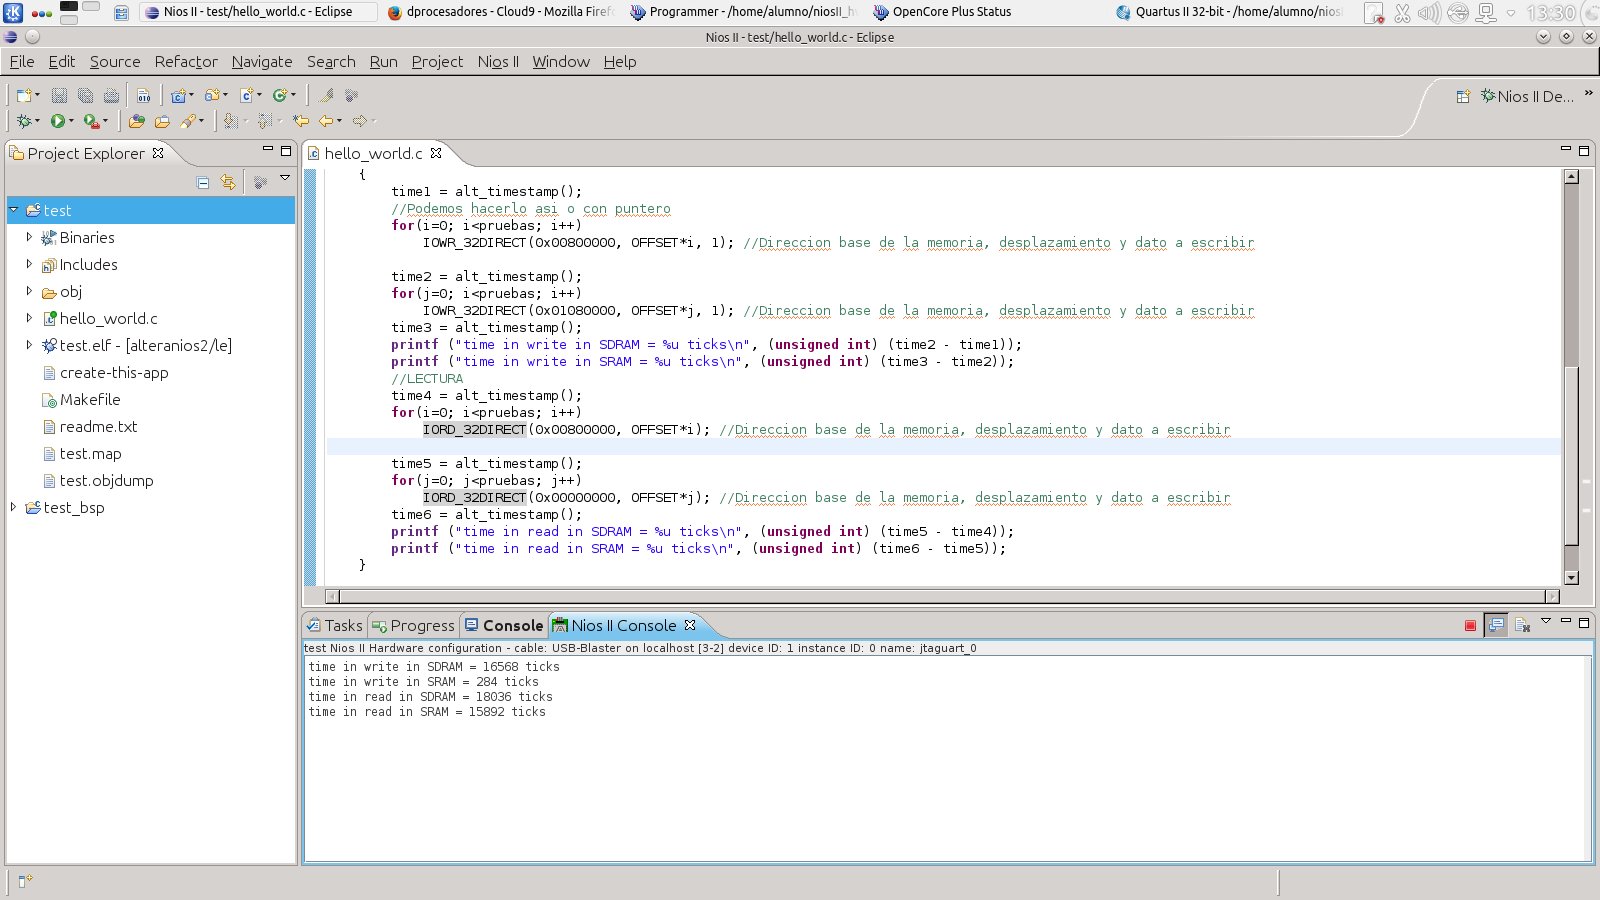 Nios II - test/hello_world.c - Eclipse
dprocesadores - Cloud9 - Mozilla Firef
Programmer - /home/alumno/niosII_h
OpenCore Plus Status
Quartus II 32-bit - /home/alumno/nios
13:30
Nios II - test/hello_world.c - Eclipse
File Edit Source Refactor Navigate Search Run Project Nios II Window Help
Nios II De... »
Project Explorer
test
Binaries
Includes
obj
hello_world.c
test.elf - [alteranios2/le]
create-this-app
Makefile
readme.txt
test.map
test.objdump
test_bsp
hello_world.c
{
time1 = alt_timestamp();
//Podemos hacerlo asi o con puntero
for(i=0; i<pruebas; i++)
IOWR_32DIRECT(0x00800000, OFFSET*i, 1); //Direccion base de la memoria, desplazamiento y dato a escribir
time2 = alt_timestamp();
for(j=0; i<pruebas; i++)
IOWR_32DIRECT(0x01080000, OFFSET*j, 1); //Direccion base de la memoria, desplazamiento y dato a escribir
time3 = alt_timestamp();
printf ("time in write in SDRAM = %u ticks\n", (unsigned int) (time2 - time1));
printf ("time in write in SRAM = %u ticks\n", (unsigned int) (time3 - time2));
//LECTURA
time4 = alt_timestamp();
for(i=0; i<pruebas; i++)
IORD_32DIRECT(0x00800000, OFFSET*i); //Direccion base de la memoria, desplazamiento y dato a escribir
time5 = alt_timestamp();
for(j=0; j<pruebas; j++)
IORD_32DIRECT(0x00000000, OFFSET*j); //Direccion base de la memoria, desplazamiento y dato a escribir
time6 = alt_timestamp();
printf ("time in read in SDRAM = %u ticks\n", (unsigned int) (time5 - time4));
printf ("time in read in SRAM = %u ticks\n", (unsigned int) (time6 - time5));
}
Tasks Progress Console Nios II Console
test Nios II Hardware configuration - cable: USB-Blaster on localhost [3-2] device ID: 1 instance ID: 0 name: jtaguart_0
time in write in SDRAM = 16568 ticks
time in write in SRAM = 284 ticks
time in read in SDRAM = 18036 ticks
time in read in SRAM = 15892 ticks